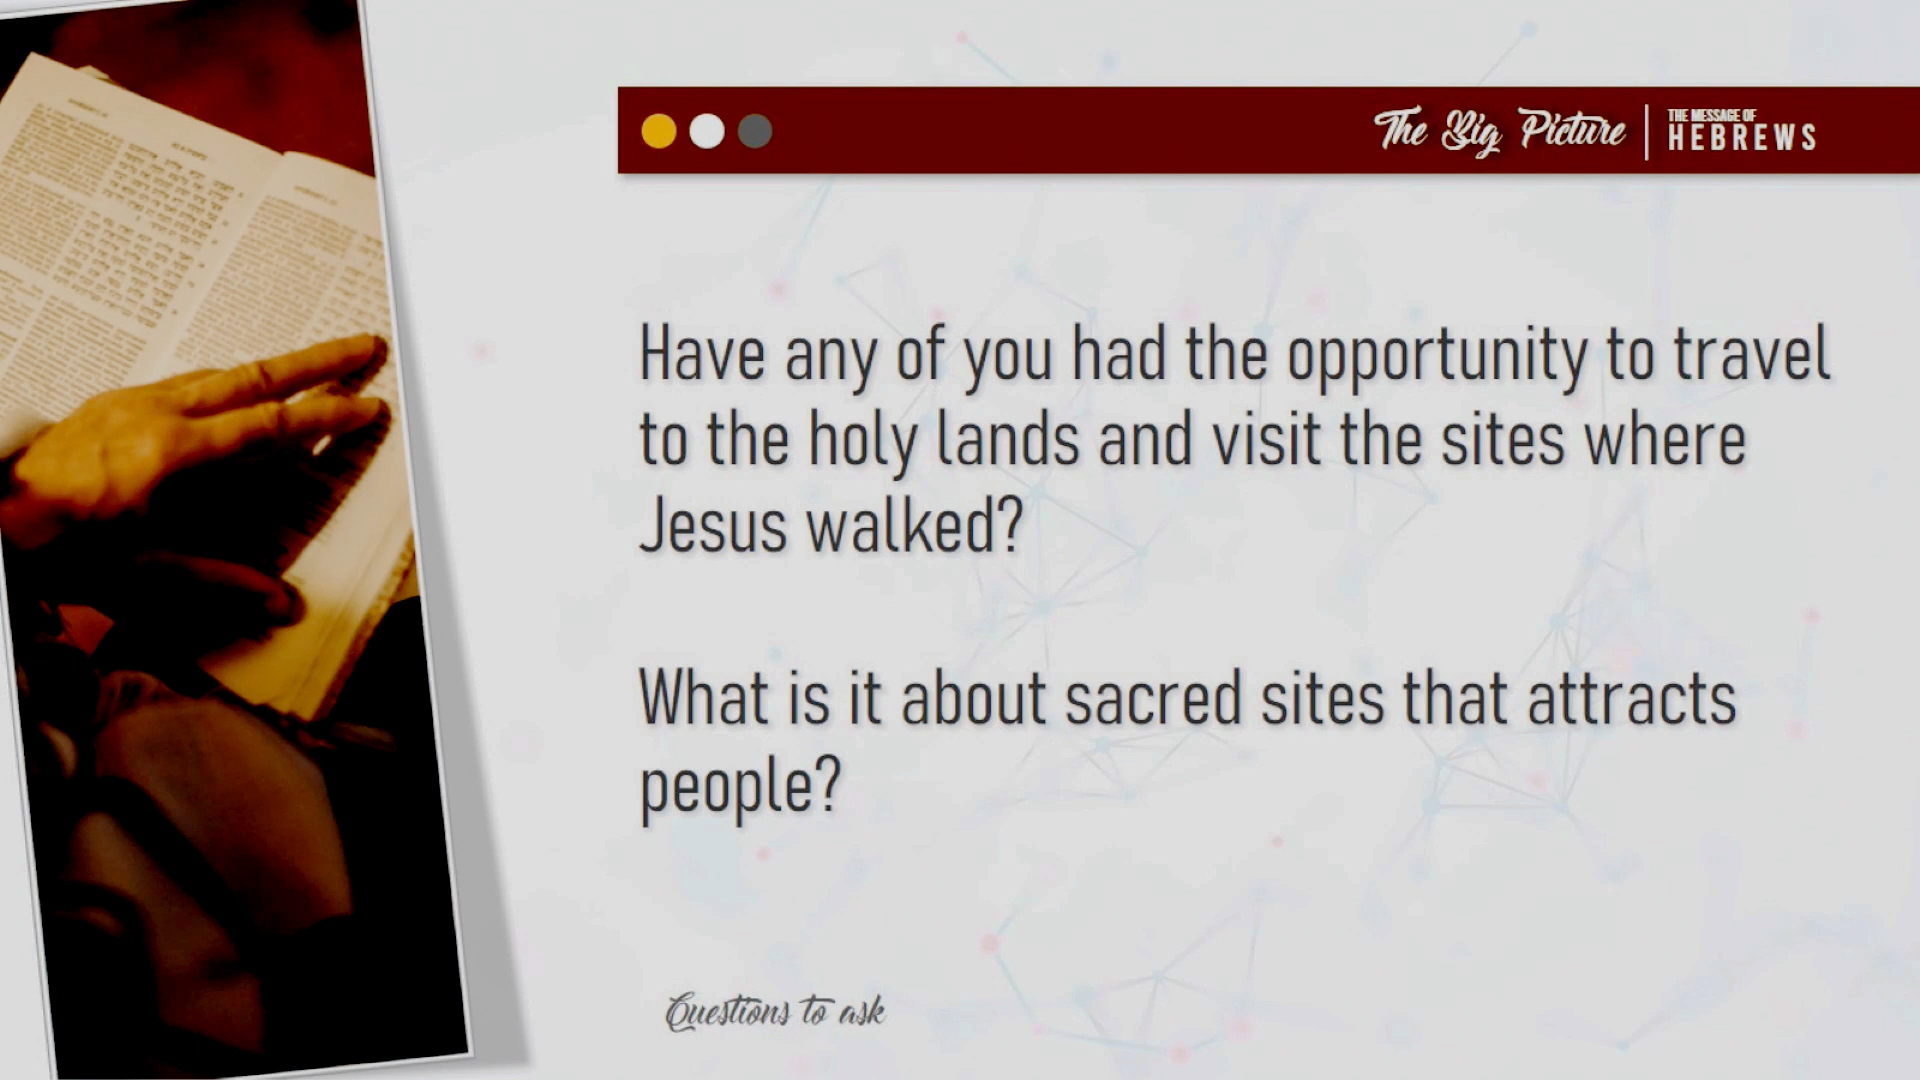 The Big Picture
THE MESSAGE OF
HEBREWS
Have any of you had the opportunity to travel
to the holy lands and visit the sites where
Jesus walked?
What is it about sacred sites that attracts
people?
Questions to ask